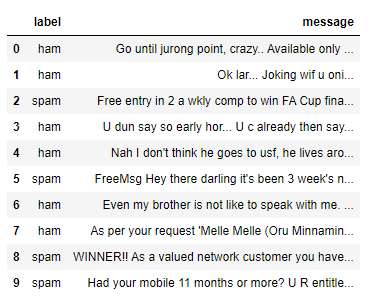 label message
0 ham Go until jurong point, crazy.. Available only ...
1 ham Ok lar... Joking wif u oni...
2 spam Free entry in 2 a wkly comp to win FA Cup fina...
3 ham U dun say so early hor... U c already then say...
4 ham Nah I don't think he goes to usf, he lives aro...
5 spam FreeMsg Hey there darling it's been 3 week's n...
6 ham Even my brother is not like to speak with me. ...
7 ham As per your request 'Melle Melle (Oru Minnamin...
8 spam WINNER!! As a valued network customer you have...
9 spam Had your mobile 11 months or more? U R entitle...